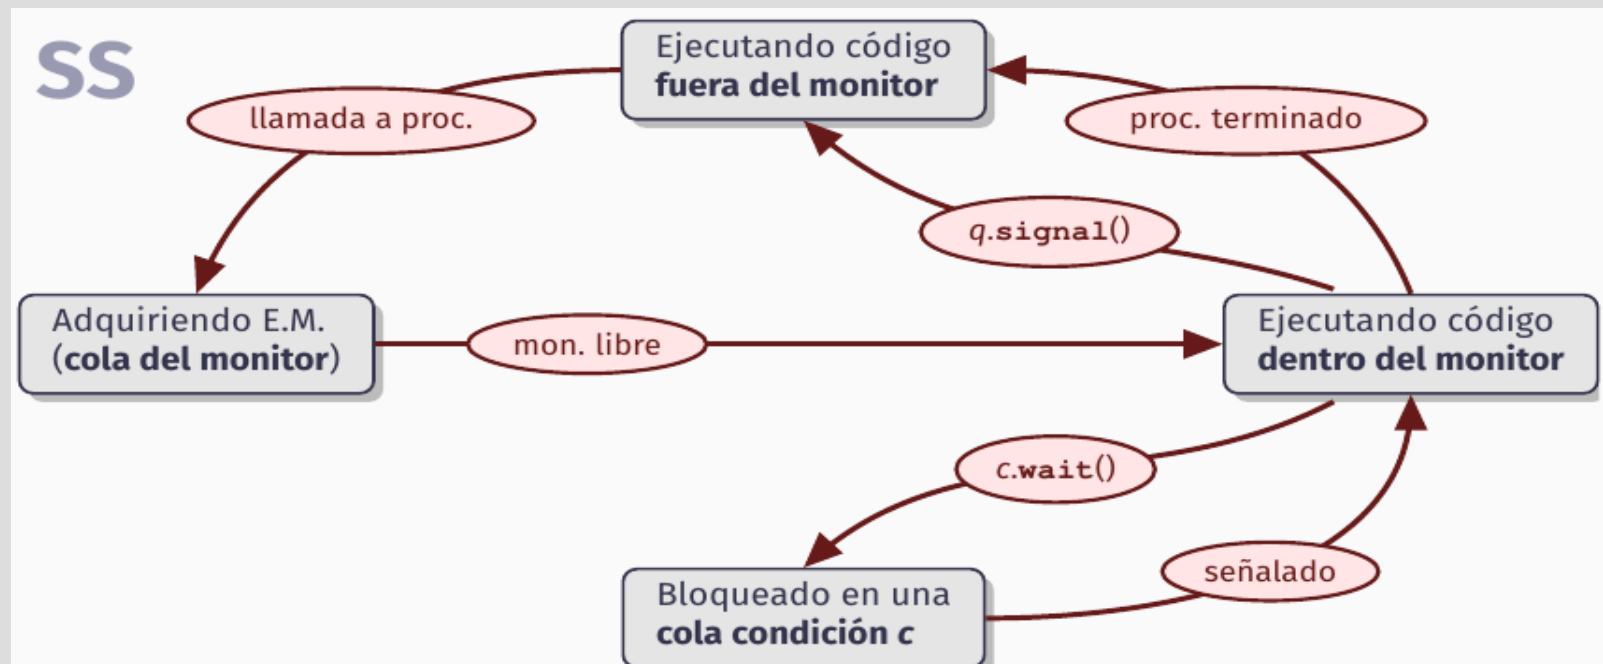 SS
Ejecutando código
fuera del monitor
llamada a proc.
proc. terminado
q.signal()
Adquiriendo E.M.
(cola del monitor)
mon. libre
Ejecutando código
dentro del monitor
c.wait()
señalado
Bloqueado en una
cola condición c